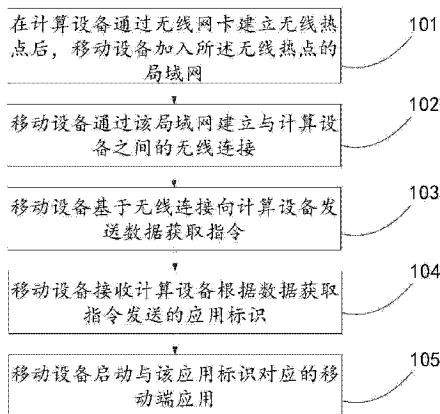 在计算设备通过无线网卡建立无线热
点后，移动设备加入所述无线热点的
局域网
101
移动设备通过该局域网建立与计算设
备之间的无线连接
102
移动设备基于无线连接向计算设备发
送数据获取指令
103
移动设备接收计算设备根据数据获取
指令发送的应用标识
104
移动设备启动与该应用标识对应的移
动端应用
105